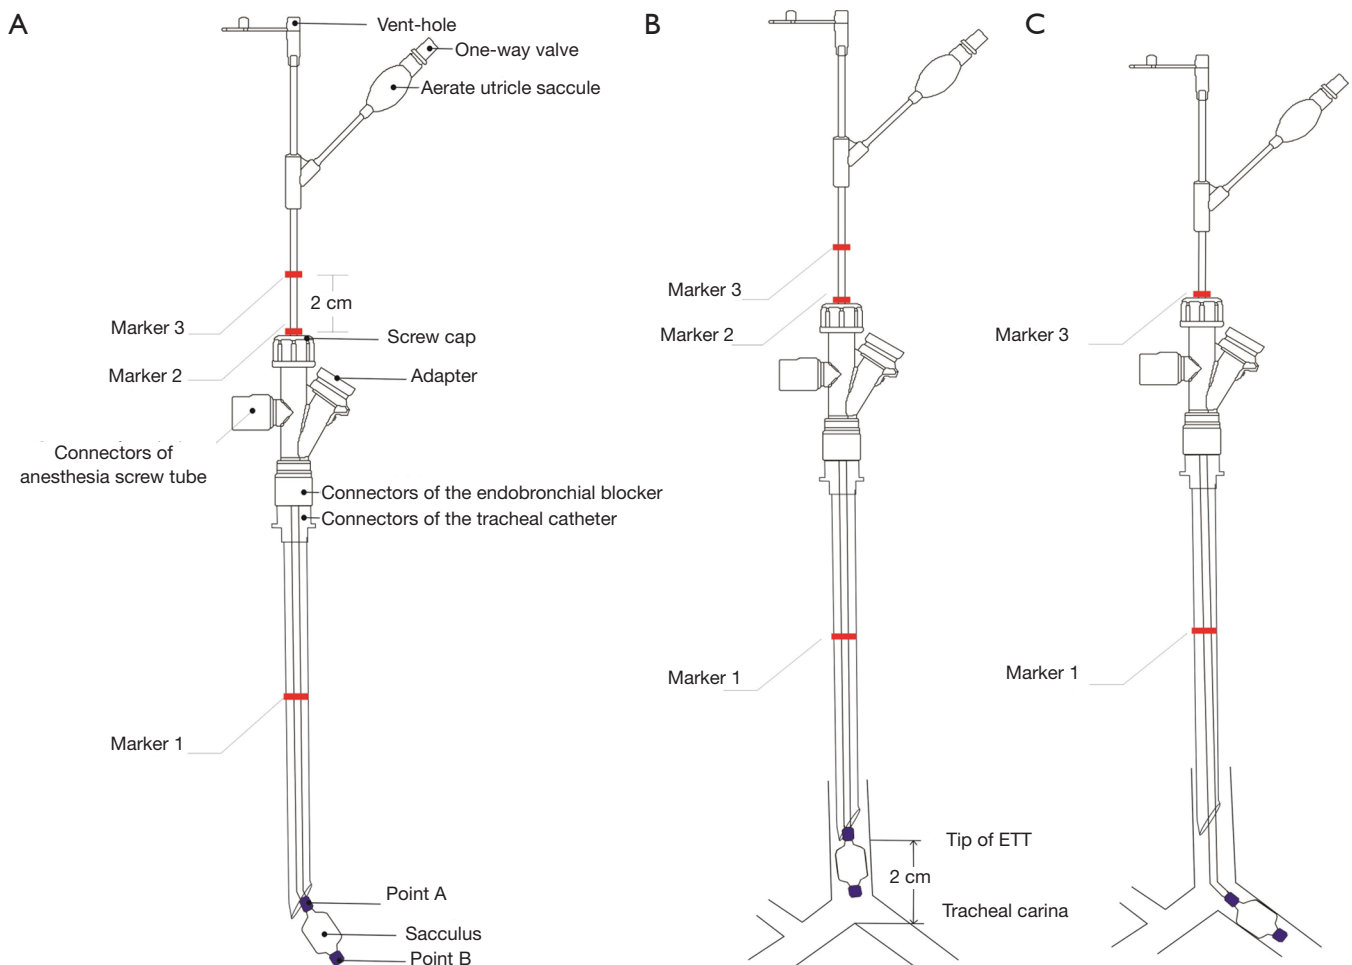 A
Vent-hole
One-way valve
Aerate utricle saccule
Marker 3
2 cm
Marker 2
Screw cap
Adapter
Connectors of
anesthesia screw tube
Connectors of the endobronchial blocker
Connectors of the tracheal catheter
Marker 1
Point A
Sacculus
Point B
B
Marker 3
Marker 2
Marker 1
Tip of ETT
2 cm
Tracheal carina
C
Marker 3
Marker 1